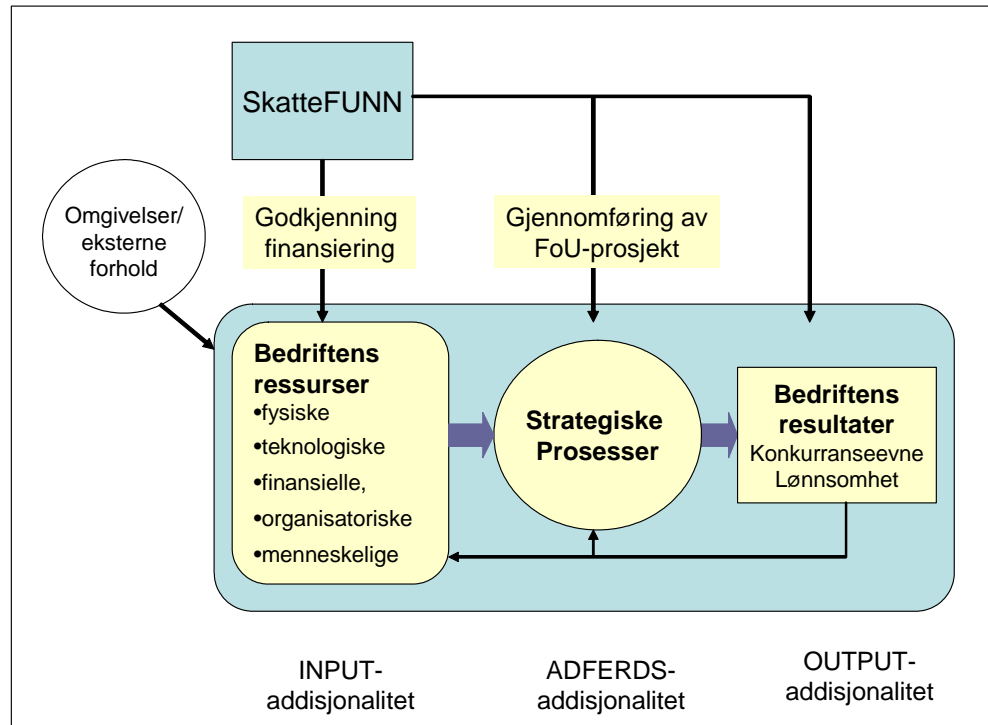 SkatteFUNN
Omgivelser/
eksterne
forhold
Godkjenning
finansiering
Gjennomføring av
FoU-prosjekt
Bedriftens
ressurser
•fysiske
•teknologiske
•finansielle,
•organisatoriske
•menneskelige
Strategiske
Prosesser
Bedriftens
resultater
Konkurranseevne
Lønnsomhet
INPUT-
addisjonalitet
ADFERDS-
addisjonalitet
OUTPUT-
addisjonalitet